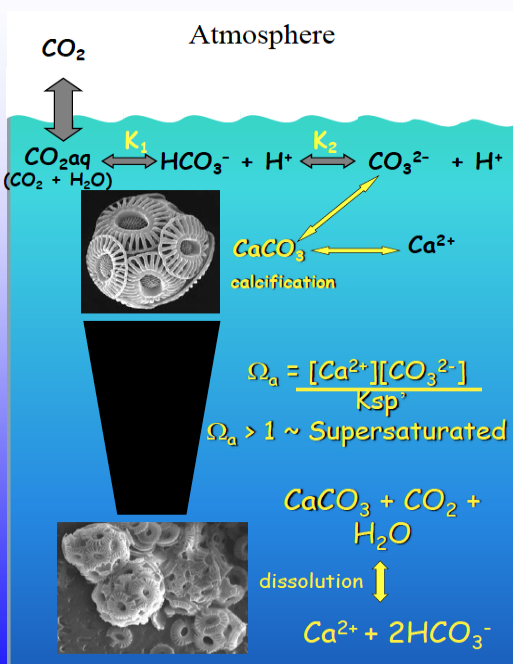 Atmosphere
CO₂
K₁ K₂
CO₂aq HCO₃⁻ + H⁺ CO₃²⁻ + H⁺
(CO₂ + H₂O)
CaCO₃ Ca²⁺
calcification
Ωₐ = [Ca²⁺][CO₃²⁻]
Ksp'
Ωₐ > 1 ~ Supersaturated
CaCO₃ + CO₂ +
H₂O
dissolution
Ca²⁺ + 2HCO₃⁻